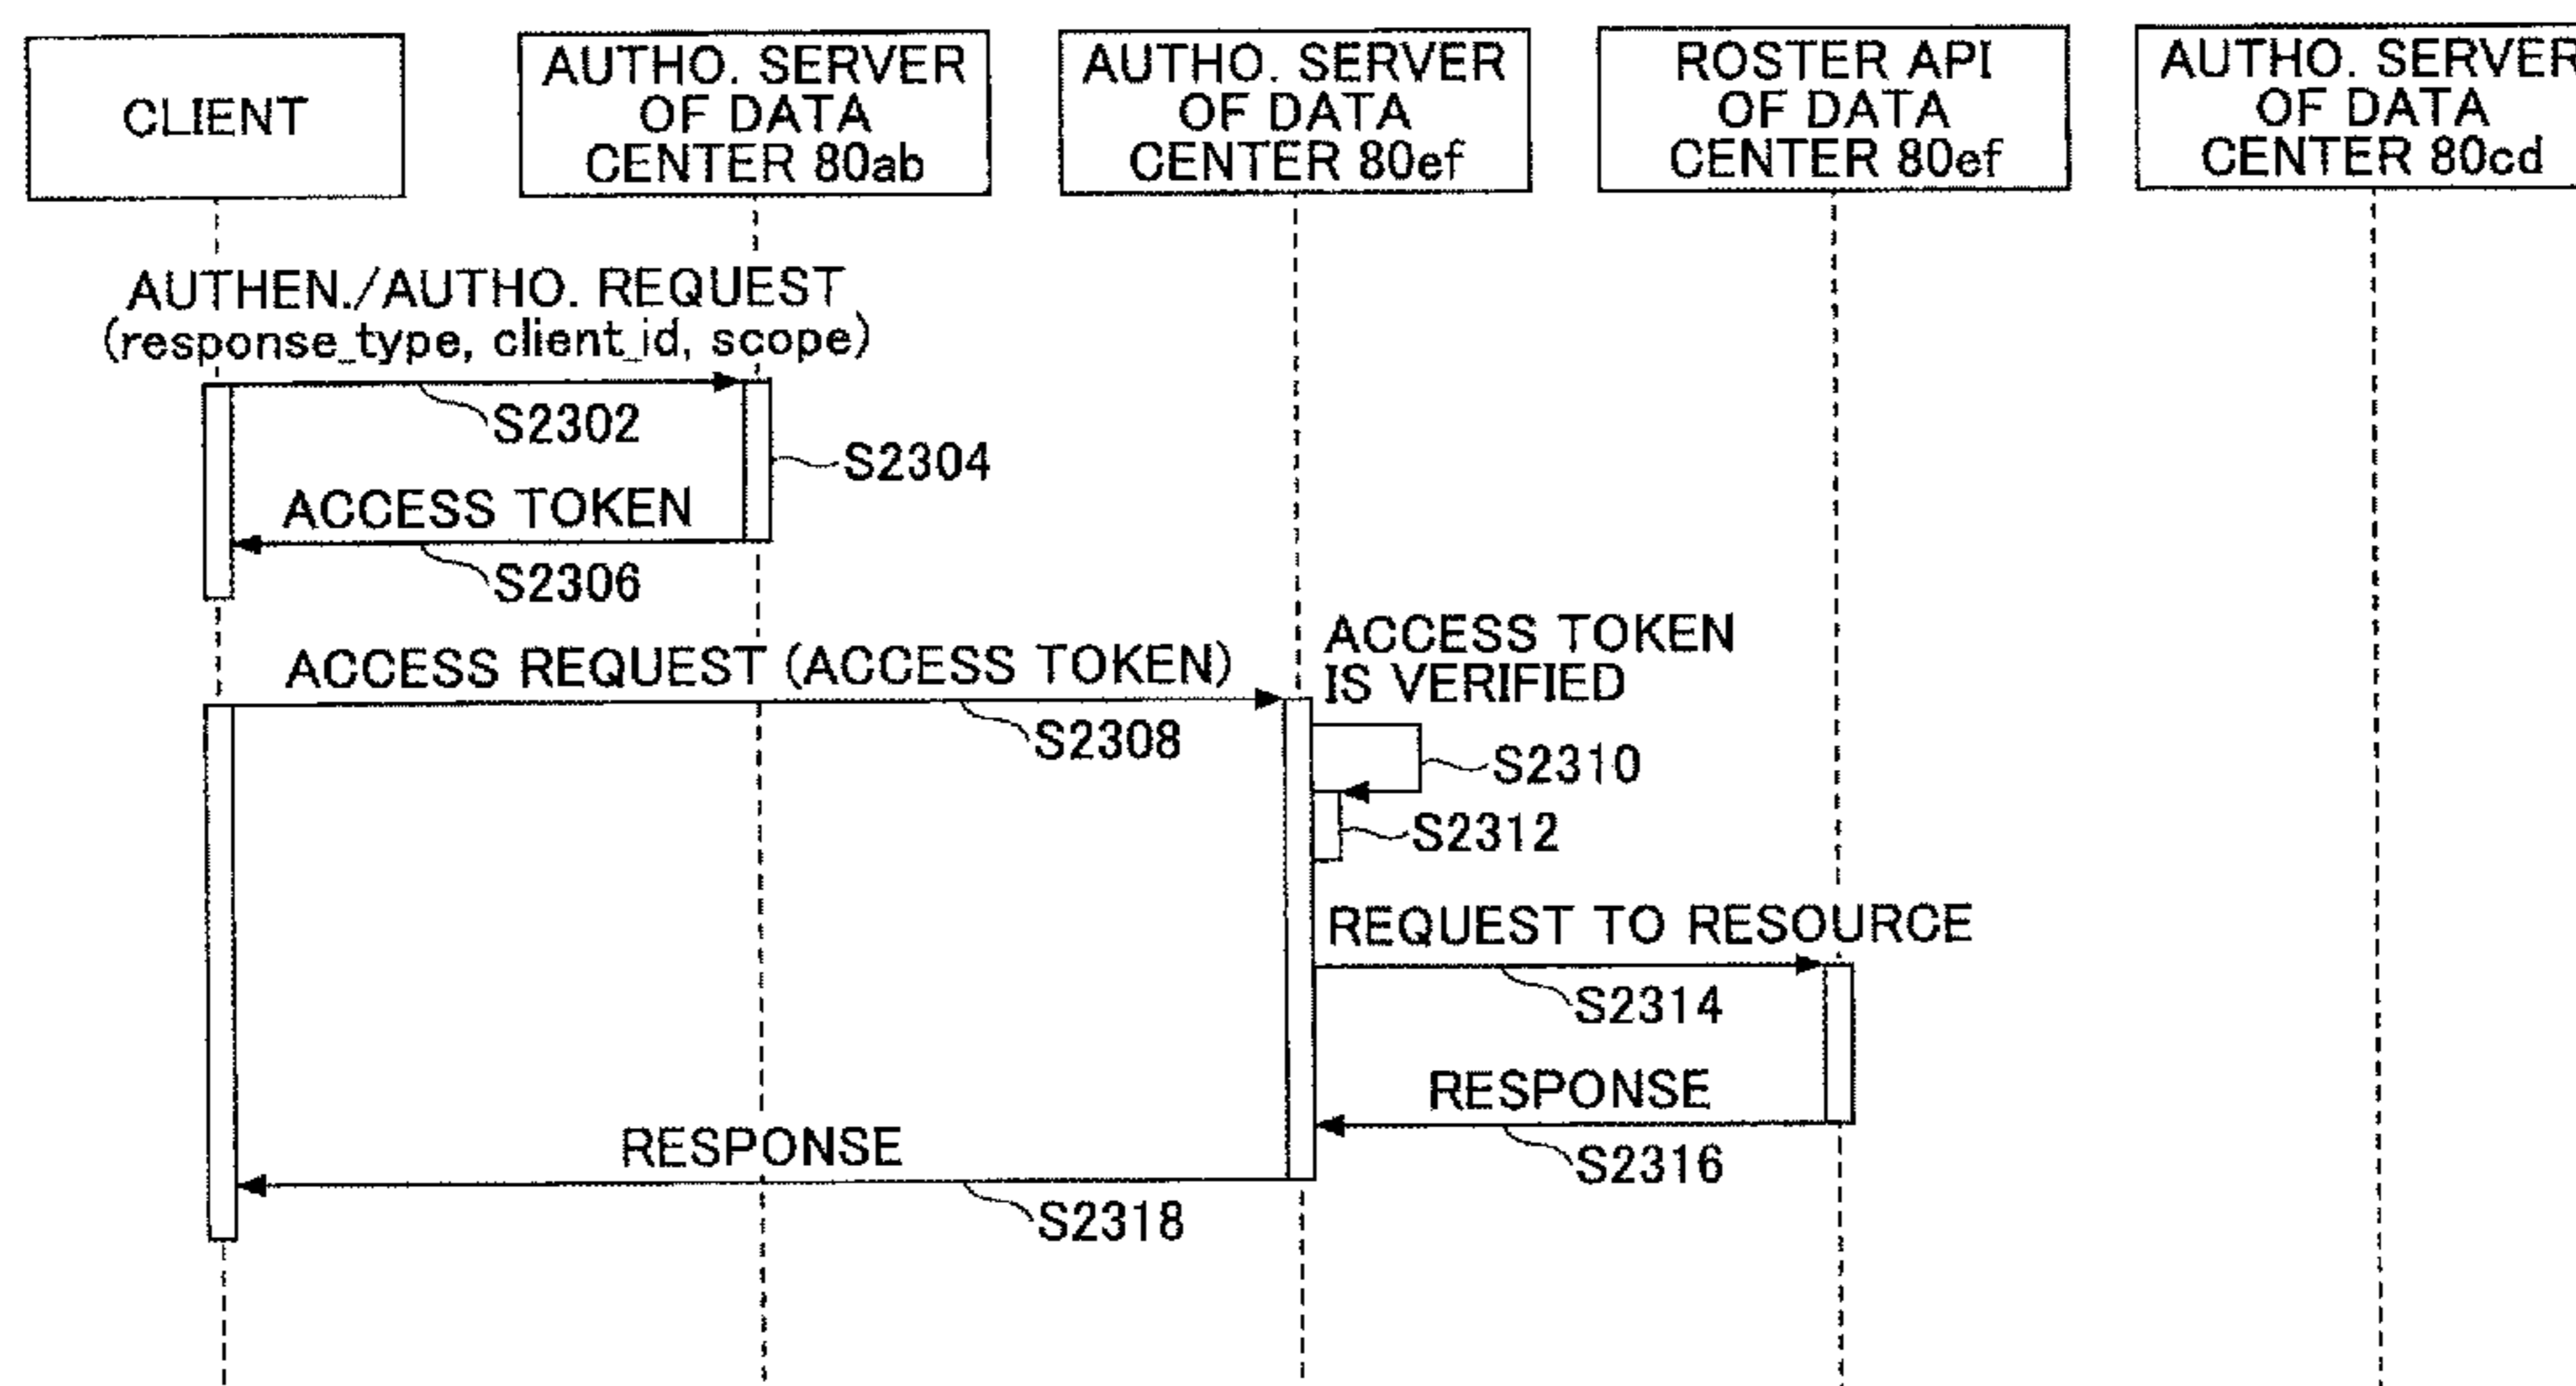 CLIENT
AUTHO. SERVER
OF DATA
CENTER 80ab
AUTHO. SERVER
OF DATA
CENTER 80ef
ROSTER API
OF DATA
CENTER 80ef
AUTHO. SERVER
OF DATA
CENTER 80cd
AUTHEN./AUTHO. REQUEST
(response_type, client_id, scope)
S2302
S2304
ACCESS TOKEN
S2306
ACCESS REQUEST (ACCESS TOKEN)
S2308
ACCESS TOKEN
IS VERIFIED
S2310
S2312
REQUEST TO RESOURCE
S2314
RESPONSE
S2316
RESPONSE
S2318